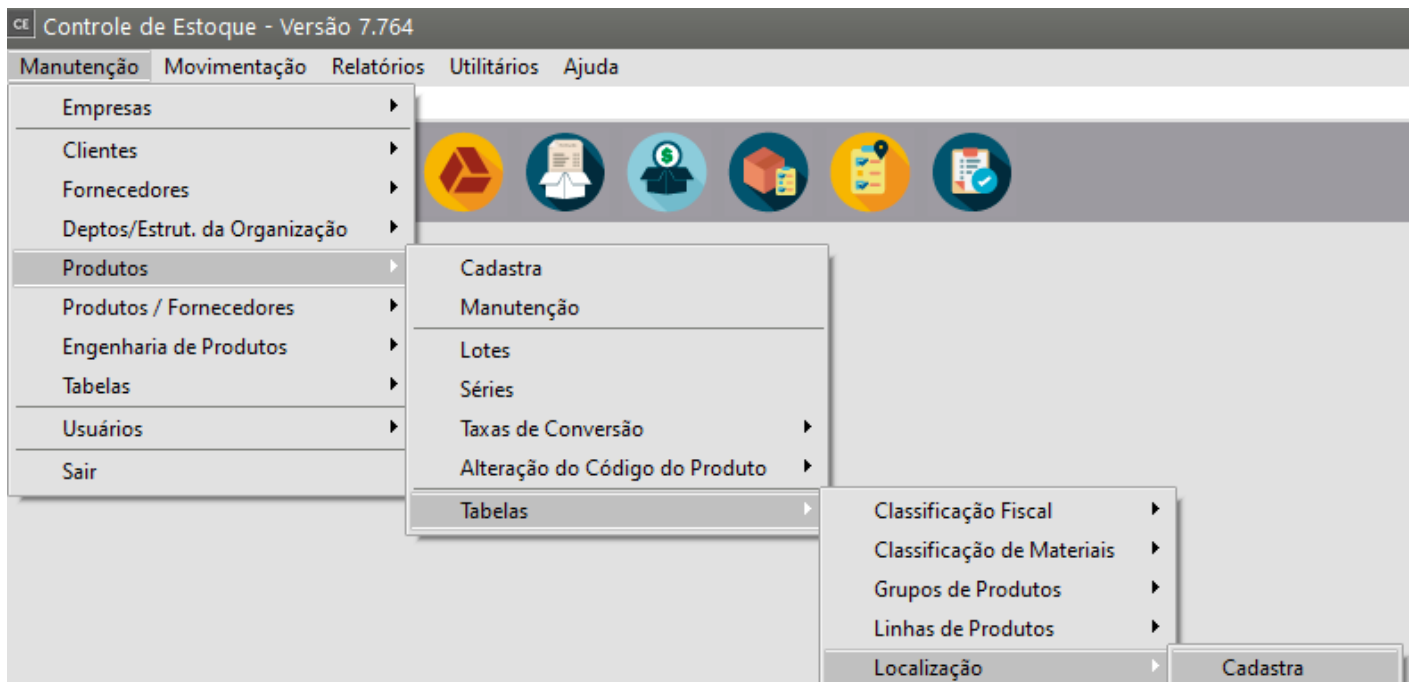 CE Controle de Estoque - Versão 7.764
Manutenção Movimentação Relatórios Utilitários Ajuda
Empresas
Clientes
Fornecedores
Deptos/Estrut. da Organização
Produtos
Produtos / Fornecedores
Engenharia de Produtos
Tabelas
Usuários
Sair
Cadastra
Manutenção
Lotes
Séries
Taxas de Conversão
Alteração do Código do Produto
Tabelas
Classificação Fiscal
Classificação de Materiais
Grupos de Produtos
Linhas de Produtos
Localização
Cadastra